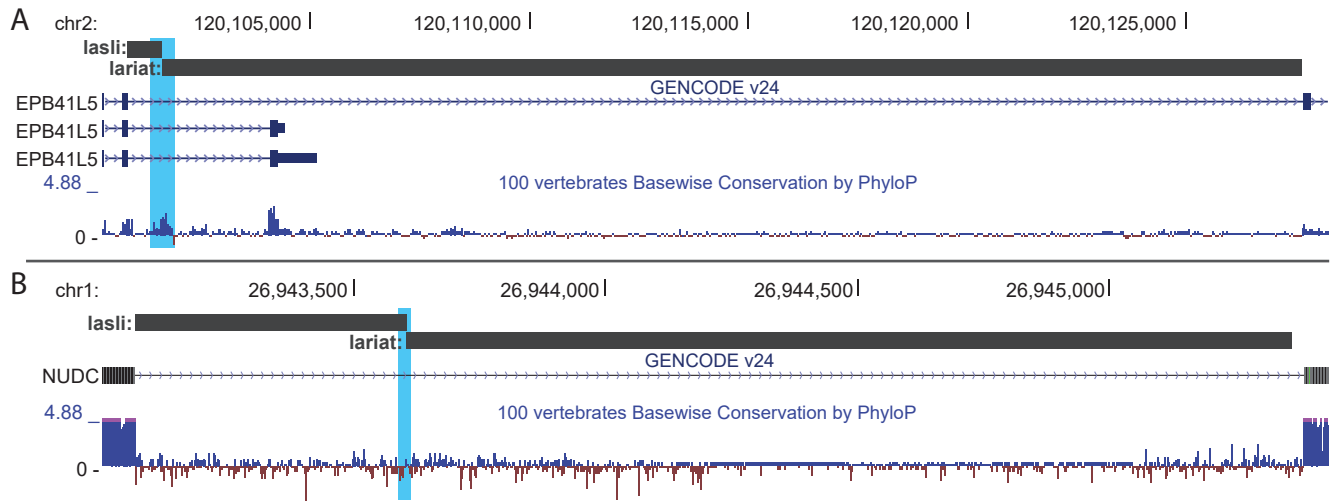 A
chr2: 120,105,000 120,110,000 120,115,000 120,120,000 120,125,000
lasli:
lariat:
GENCODE v24
EPB41L5
EPB41L5
EPB41L5
4.88 _ 100 vertebrates Basewise Conservation by PhyloP
0 -
B
chr1: 26,943,500 26,944,000 26,944,500 26,945,000
lasli:
lariat:
GENCODE v24
NUDC
4.88 _ 100 vertebrates Basewise Conservation by PhyloP
0 -